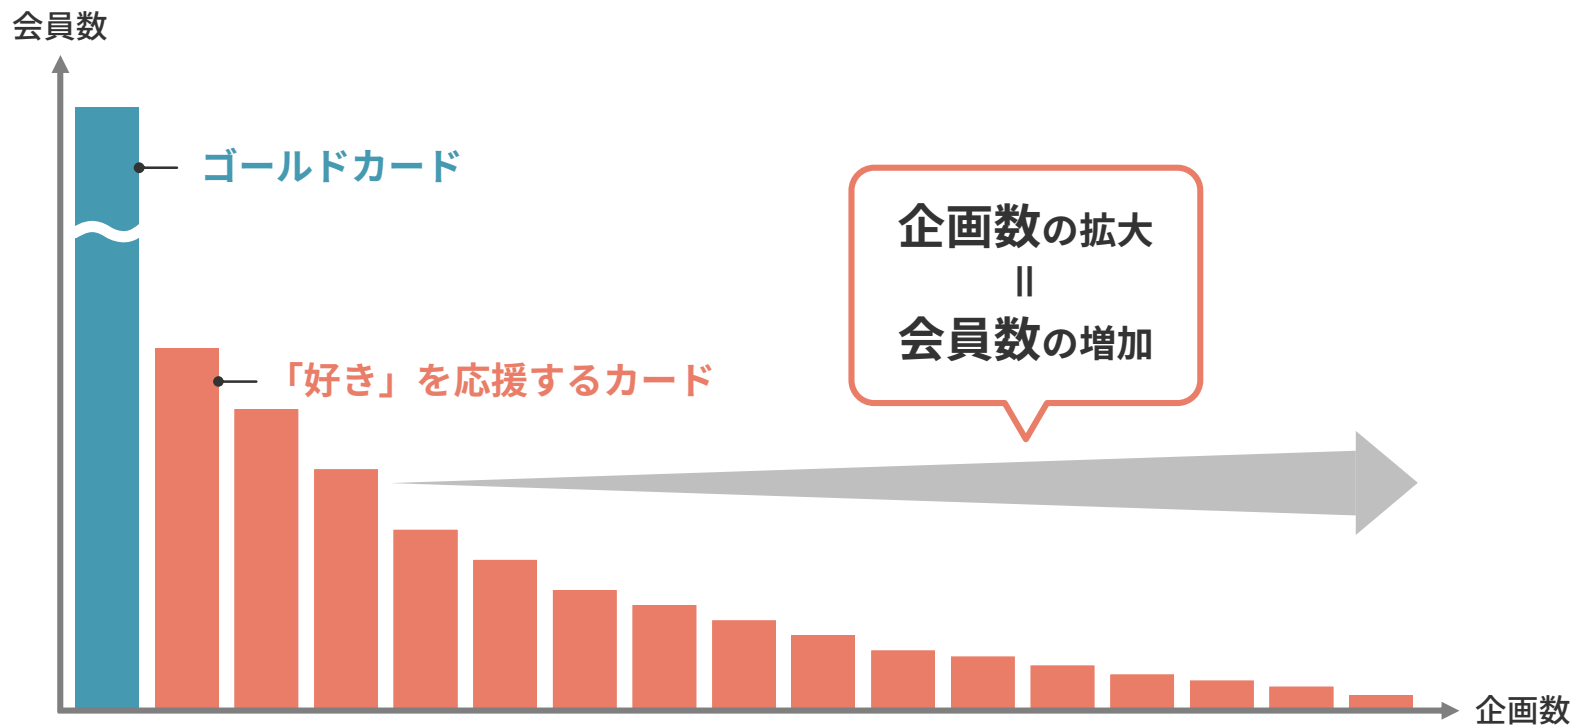 会員数
ゴールドカード
「好き」を応援するカード
企画数の拡大
=
会員数の増加
企画数